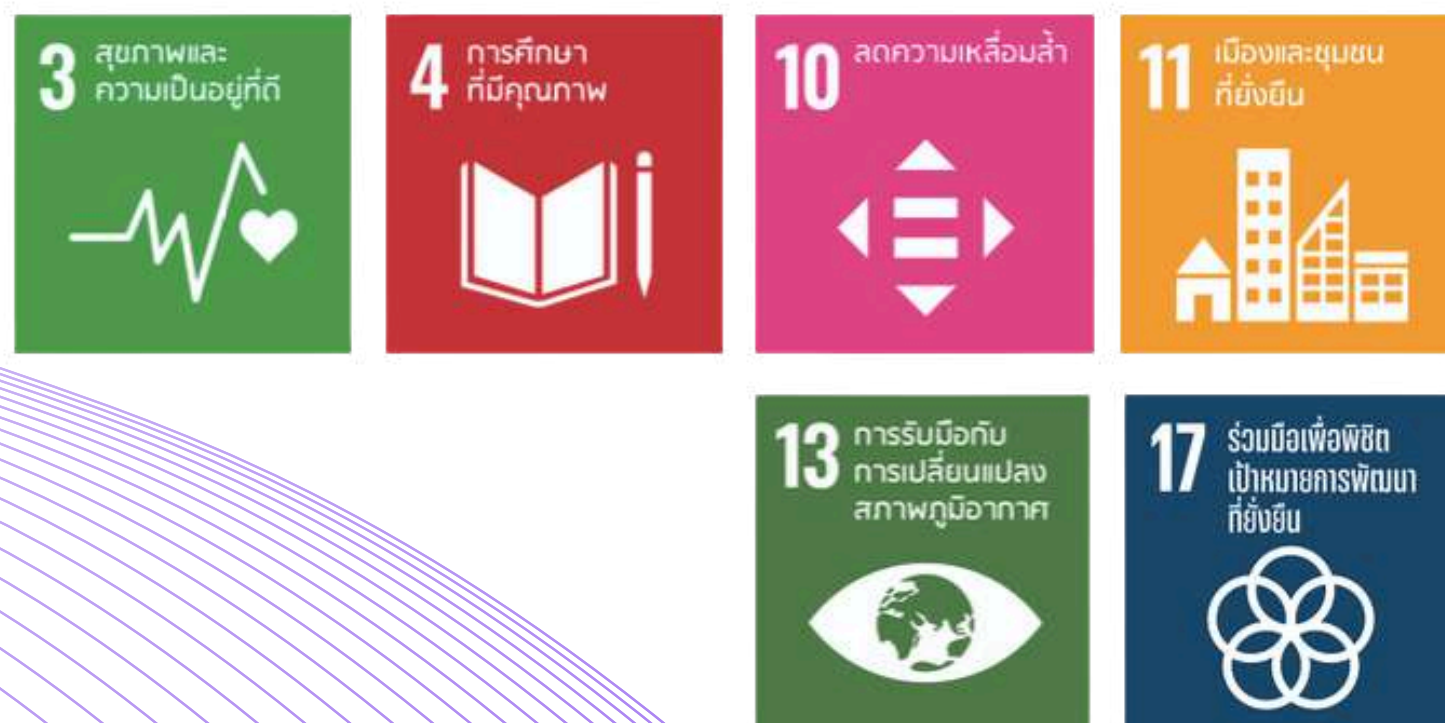 3
สุขภาพและ
ความเป็นอยู่ที่ดี
4
การศึกษา
ที่มีคุณภาพ
10
ลดความเหลื่อมล้ำ
11
เมืองและชุมชน
ที่ยั่งยืน
13
การรับมือกับ
การเปลี่ยนแปลง
สภาพภูมิอากาศ
17
ร่วมมือเพื่อพิชิต
เป้าหมายการพัฒนา
ที่ยั่งยืน